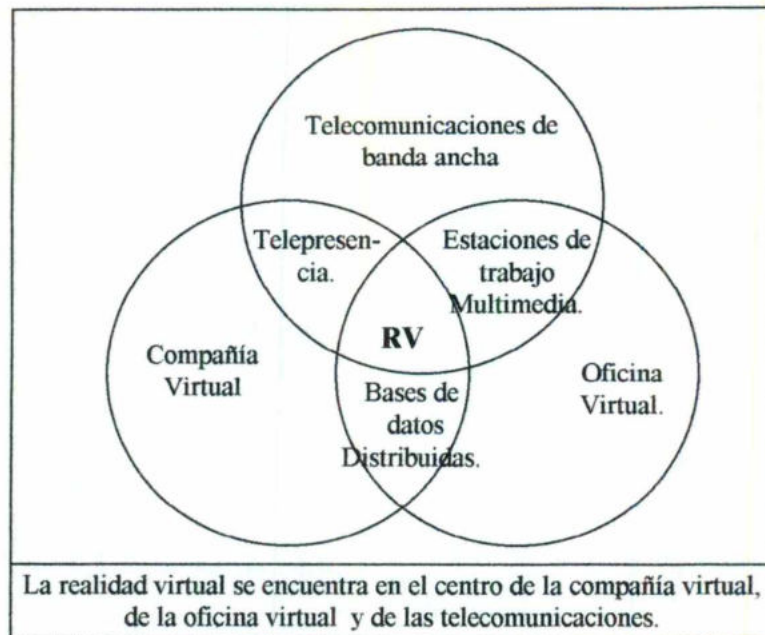 Telecomunicaciones de
banda ancha
Telepresen-
cia.
Estaciones de
trabajo
Multimedia.
RV
Compañía
Virtual
Oficina
Virtual.
Bases de
datos
Distribuidas.
La realidad virtual se encuentra en el centro de la compañía virtual,
de la oficina virtual y de las telecomunicaciones.